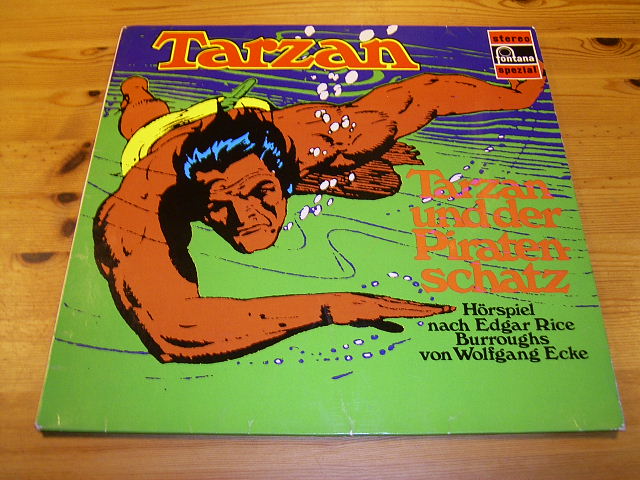 Tarzan
stereo
fontana
spezial
Tarzan
und der
Piraten-
schatz
Hörspiel
nach Edgar Rice
Burroughs
von Wolfgang Ecke